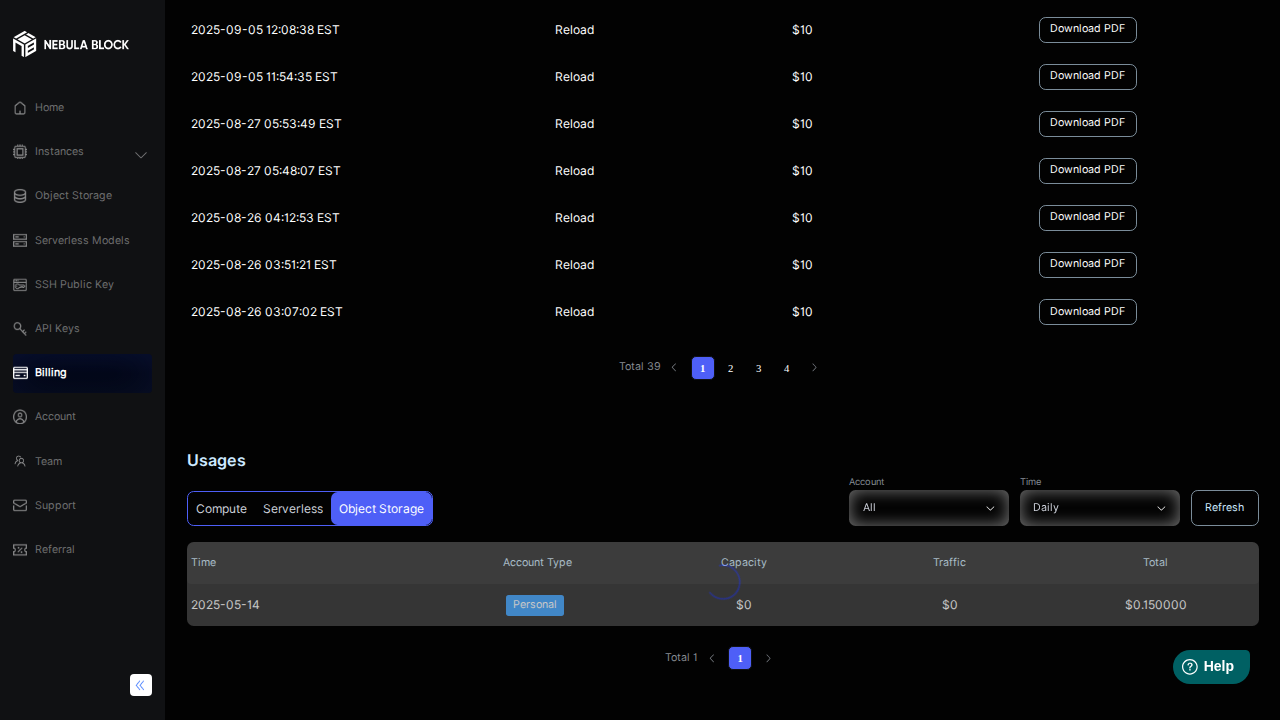 NEBULA BLOCK
Home
Instances
Object Storage
Serverless Models
SSH Public Key
API Keys
Billing
Account
Team
Support
Referral
2025-09-05 12:08:38 EST Reload $10 Download PDF
2025-09-05 11:54:35 EST Reload $10 Download PDF
2025-08-27 05:53:49 EST Reload $10 Download PDF
2025-08-27 05:48:07 EST Reload $10 Download PDF
2025-08-26 04:12:53 EST Reload $10 Download PDF
2025-08-26 03:51:21 EST Reload $10 Download PDF
2025-08-26 03:07:02 EST Reload $10 Download PDF
Total 39 1 2 3 4
Usages
Account Time
Compute Serverless Object Storage All Daily Refresh
Time Account Type Capacity Traffic Total
2025-05-14 Personal $0 $0 $0.150000
Total 1 1
Help